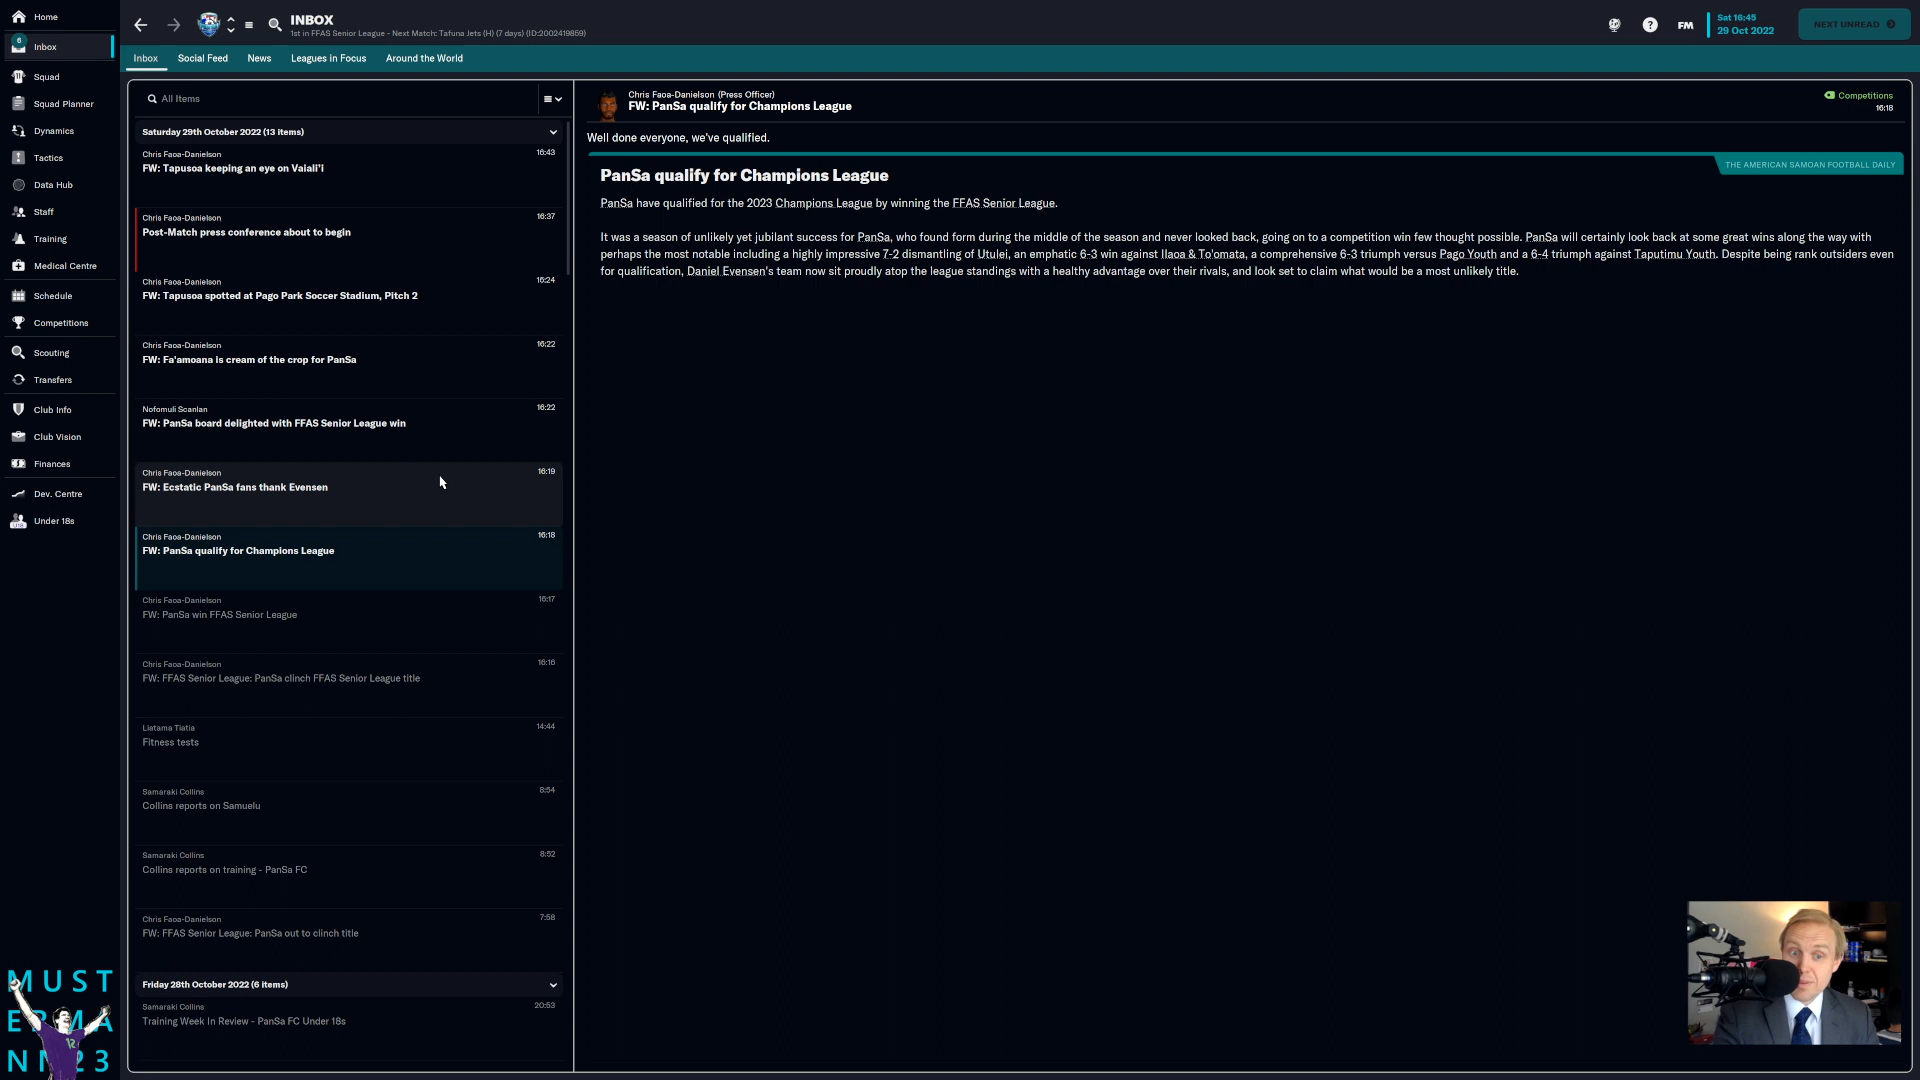 Home
Inbox
6
Squad
Squad Planner
Dynamics
Tactics
Data Hub
Staff
Training
Medical Centre
Schedule
Competitions
Scouting
Transfers
Club Info
Club Vision
Finances
Dev. Centre
Under 18s
MUST
ERMA
NN23
INBOX
1st in FFAS Senior League - Next Match: Tafuna Jets (H) (7 days) (ID:2002419859)
FM
Sat 16:45
29 Oct 2022
NEXT UNREAD
Inbox Social Feed News Leagues in Focus Around the World
All Items
Saturday 29th October 2022 (13 items)
Chris Faoa-Danielson 16:43
FW: Tapusoa keeping an eye on Vaiali'i
Chris Faoa-Danielson 16:37
Post-Match press conference about to begin
Chris Faoa-Danielson 16:24
FW: Tapusoa spotted at Pago Park Soccer Stadium, Pitch 2
Chris Faoa-Danielson 16:22
FW: Fa'amoana is cream of the crop for PanSa
Nofomuli Scanlan 16:22
FW: PanSa board delighted with FFAS Senior League win
Chris Faoa-Danielson 16:19
FW: Ecstatic PanSa fans thank Evensen
Chris Faoa-Danielson 16:18
FW: PanSa qualify for Champions League
Chris Faoa-Danielson 16:17
FW: PanSa win FFAS Senior League
Chris Faoa-Danielson 16:16
FW: FFAS Senior League: PanSa clinch FFAS Senior League title
Liatama Tiatia 14:44
Fitness tests
Samaraki Collins 8:54
Collins reports on Samuelu
Samaraki Collins 8:52
Collins reports on training - PanSa FC
Chris Faoa-Danielson 7:58
FW: FFAS Senior League: PanSa out to clinch title
Friday 28th October 2022 (6 items)
Samaraki Collins 20:53
Training Week In Review - PanSa FC Under 18s
Chris Faoa-Danielson (Press Officer)
FW: PanSa qualify for Champions League
Competitions
16:18
Well done everyone, we've qualified.
THE AMERICAN SAMOAN FOOTBALL DAILY
PanSa qualify for Champions League
PanSa have qualified for the 2023 Champions League by winning the FFAS Senior League.
It was a season of unlikely yet jubilant success for PanSa, who found form during the middle of the season and never looked back, going on to a competition win few thought possible. PanSa will certainly look back at some great wins along the way with
perhaps the most notable including a highly impressive 7-2 dismantling of Utulei, an emphatic 6-3 win against Ilaoa & To'omata, a comprehensive 6-3 triumph versus Pago Youth and a 6-4 triumph against Taputimu Youth. Despite being rank outsiders even
for qualification, Daniel Evensen's team now sit proudly atop the league standings with a healthy advantage over their rivals, and look set to claim what would be a most unlikely title.